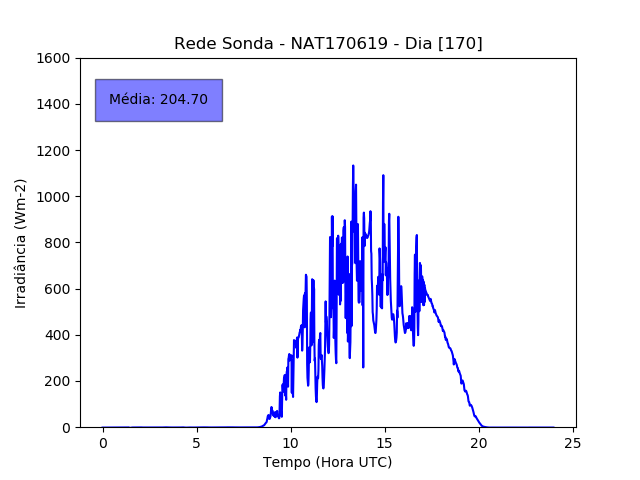 Rede Sonda - NAT170619 - Dia [170]
1600
1400
1200
1000
800
600
400
200
0
Irradiância (Wm-2)
Média: 204.70
0 5 10 15 20 25
Tempo (Hora UTC)